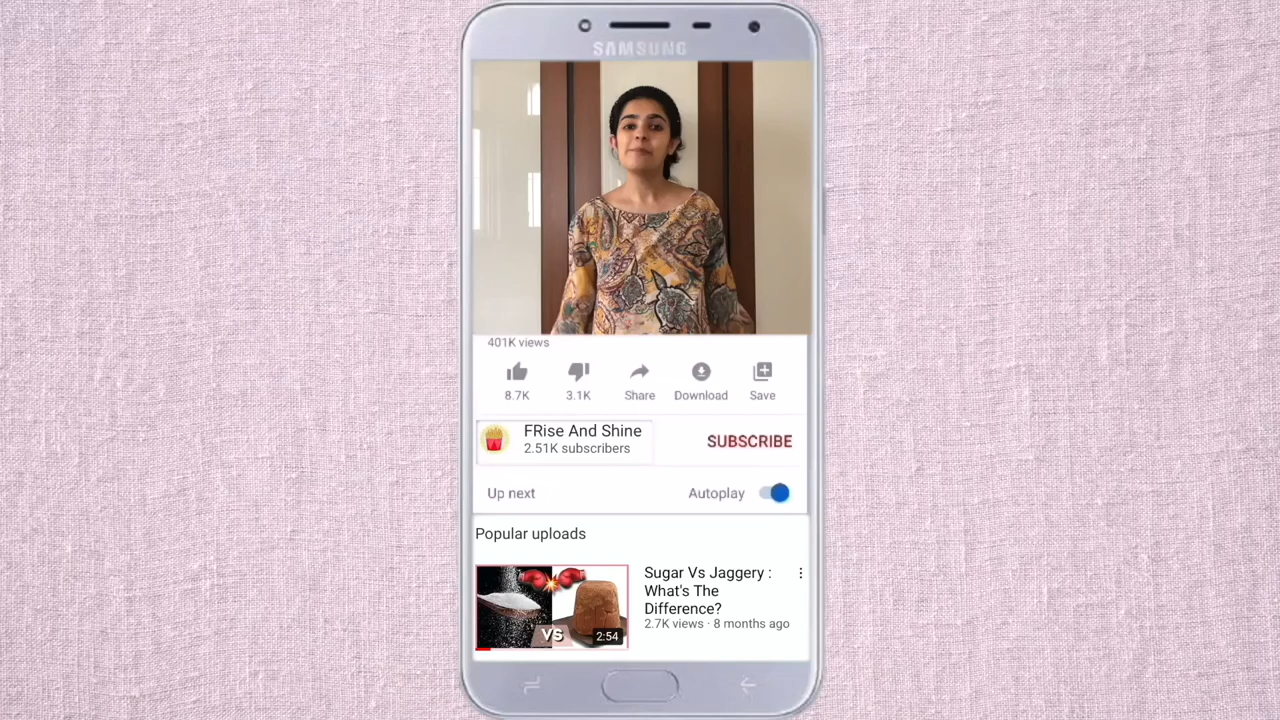 SAMSUNG
401K views
8.7K
3.1K
Share
Download
Save
FRise And Shine
2.51K subscribers
SUBSCRIBE
Up next
Autoplay
Popular uploads
VS
2:54
Sugar Vs Jaggery :
What's The
Difference?
2.7K views · 8 months ago